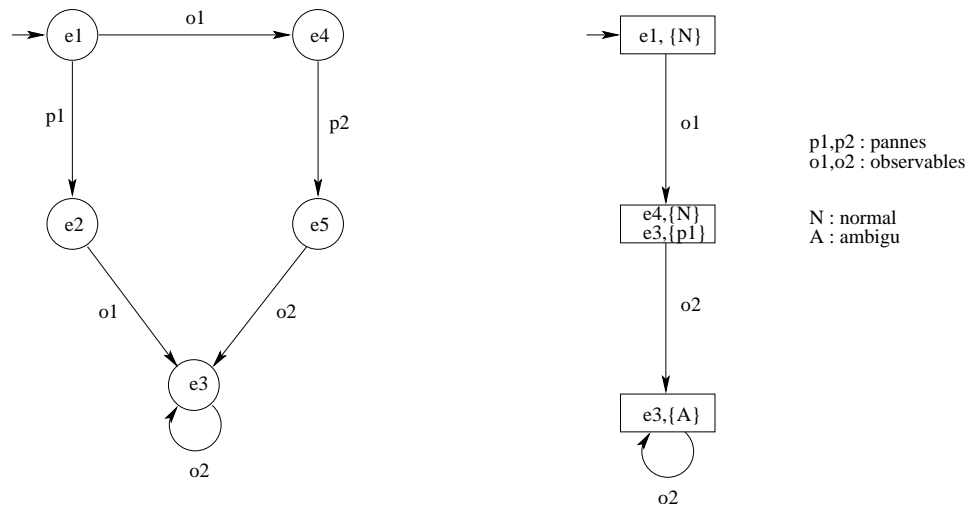 o1
e1
e4
p1
p2
e2
e5
o1
o2
e3
o2
e1, {N}
o1
e4,{N}
e3,{p1}
o2
e3,{A}
o2
p1,p2 : pannes
o1,o2 : observables
N : normal
A : ambigu